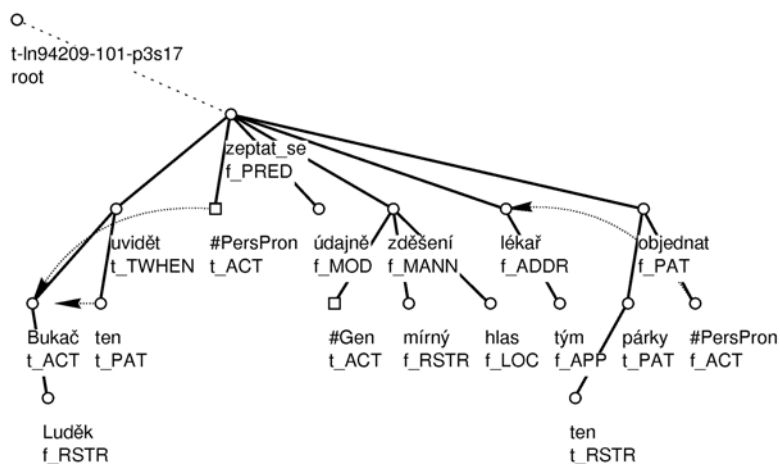 t-ln94209-101-p3s17
root
zeptat_se
f_PRED
uvidět #PersPron údajně zděšení lékař objednat
t_TWHEN t_ACT f_MOD f_MANN f_ADDR f_PAT
Bukač ten #Gen mírný hlas tým párky #PersPron
t_ACT t_PAT t_ACT f_RSTR f_LOC f_APP t_PAT f_ACT
Luděk ten
f_RSTR t_RSTR